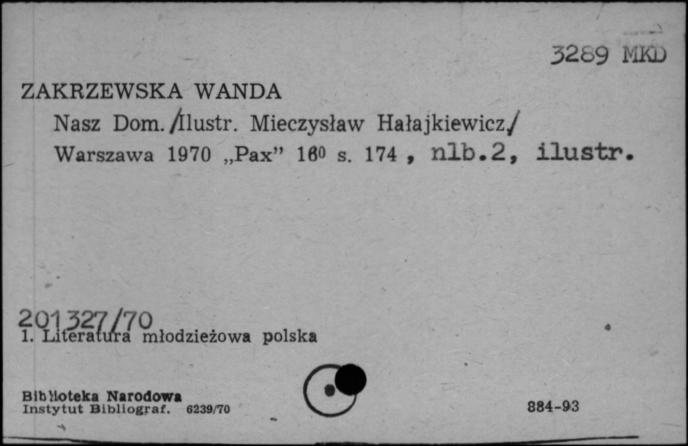 3289 MKD
ZAKRZEWSKA WANDA
Nasz Dom. /Ilustr. Mieczysław Hałajkiewicz/
Warszawa 1970 „Pax” 16⁰ s. 174 , nlb.2, ilustr.
201327/70
1. Literatura młodzieżowa polska
Biblioteka Narodowa
Instytut Bibliograf. 6239/70
884-93